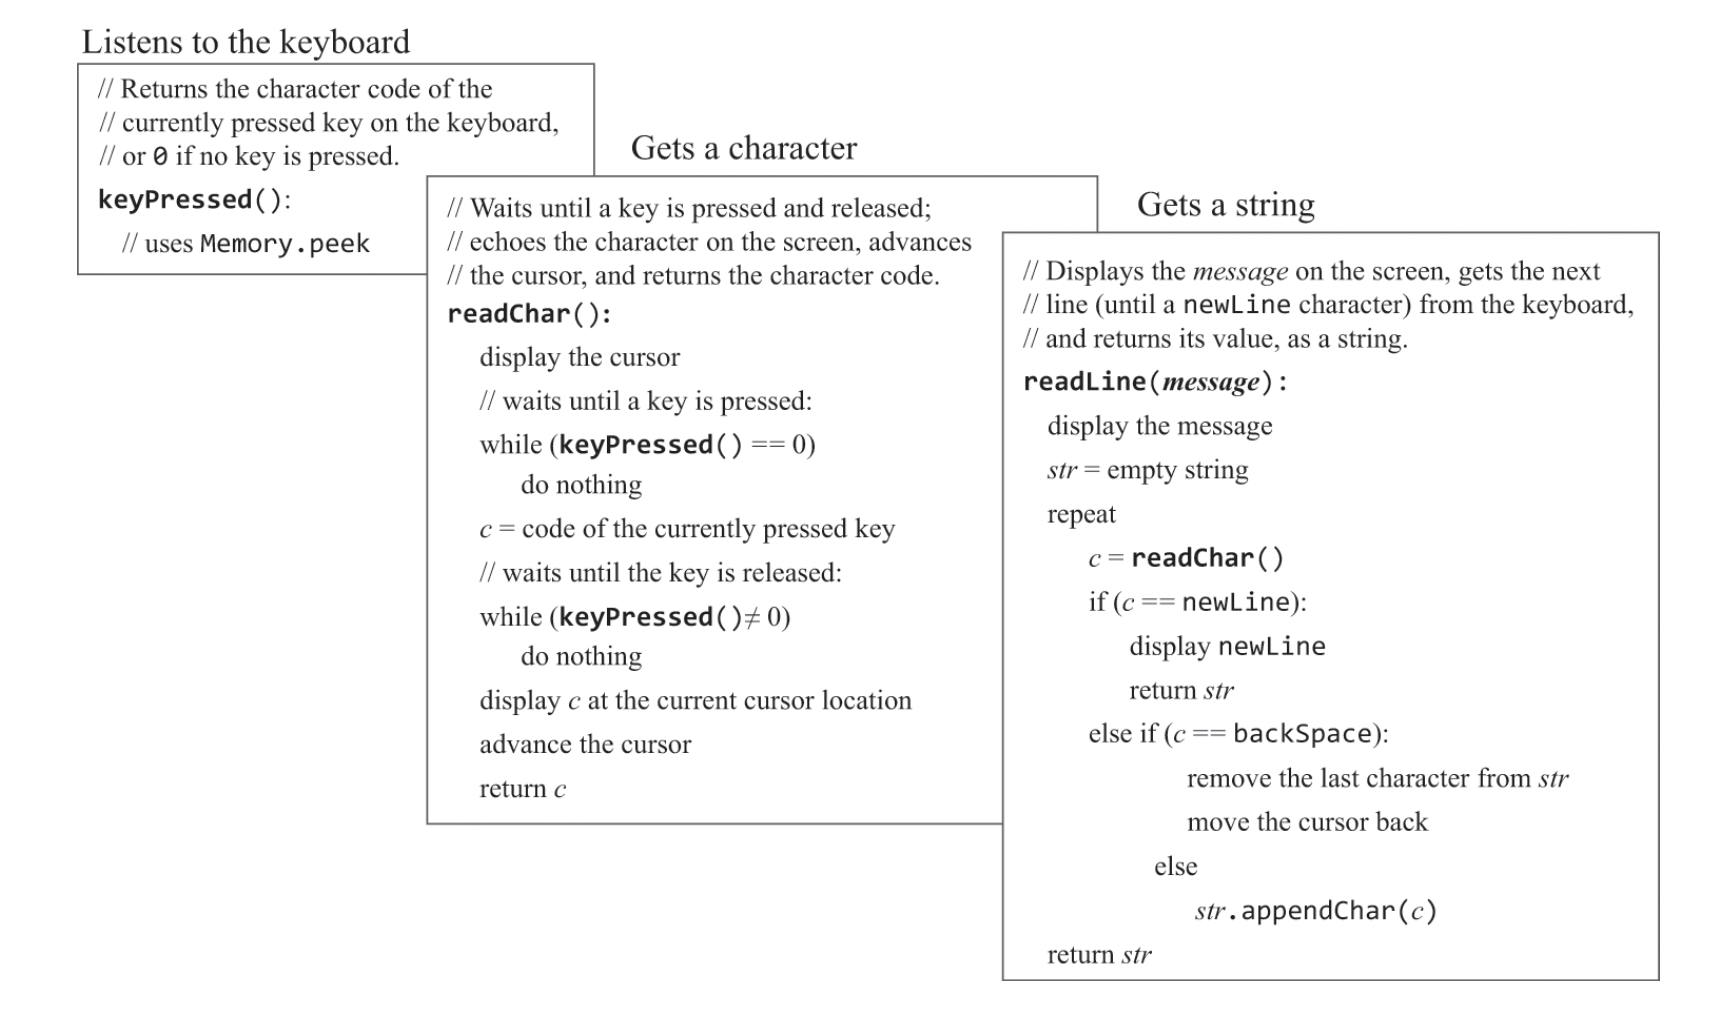 Listens to the keyboard
// Returns the character code of the
// currently pressed key on the keyboard,
// or 0 if no key is pressed.
keyPressed():
// uses Memory.peek
Gets a character
// Waits until a key is pressed and released;
// echoes the character on the screen, advances
// the cursor, and returns the character code.
readChar():
display the cursor
// waits until a key is pressed:
while (keyPressed() == 0)
do nothing
c = code of the currently pressed key
// waits until the key is released:
while (keyPressed()≠ 0)
do nothing
display c at the current cursor location
advance the cursor
return c
Gets a string
// Displays the message on the screen, gets the next
// line (until a newLine character) from the keyboard,
// and returns its value, as a string.
readLine(message):
display the message
str = empty string
repeat
c = readChar()
if (c == newLine):
display newLine
return str
else if (c == backSpace):
remove the last character from str
move the cursor back
else
str.appendChar(c)
return str